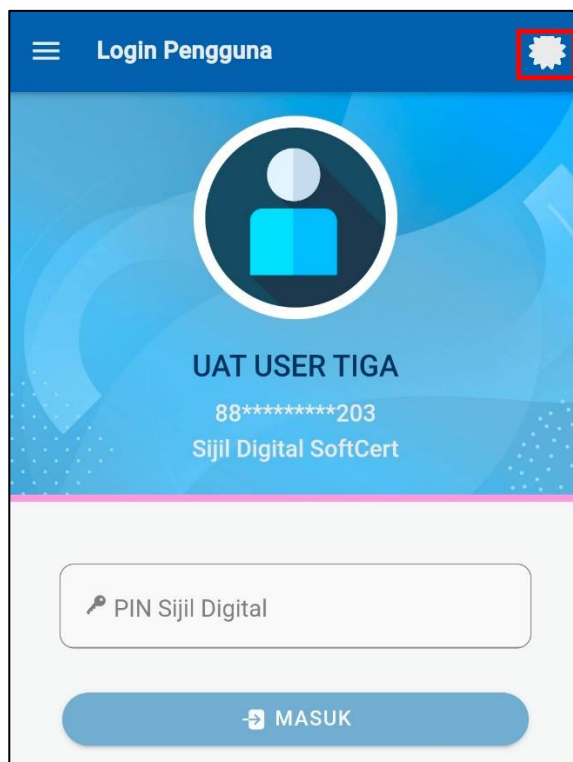 Login Pengguna
UAT USER TIGA
88*********203
Sijil Digital SoftCert
PIN Sijil Digital
MASUK